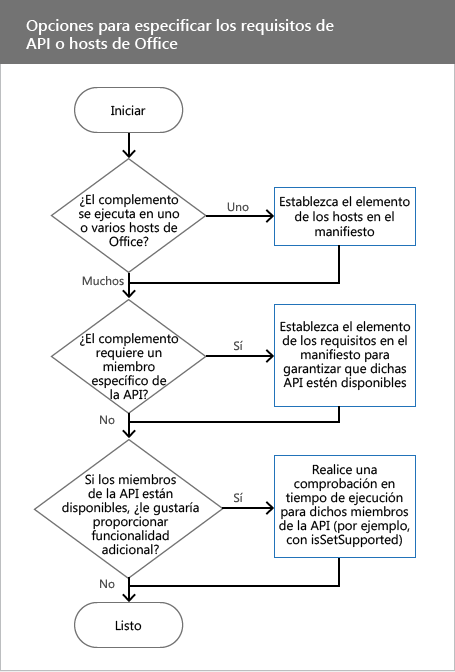 Opciones para especificar los requisitos de
API o hosts de Office
Iniciar
¿El complemento
se ejecuta en uno
o varios hosts de
Office?
Uno
Establezca el elemento
de los hosts en el
manifiesto
Muchos
¿El complemento
requiere un
miembro
específico de
la API?
Sí
Establezca el elemento
de los requisitos en el
manifiesto para
garantizar que dichas
API estén disponibles
No
Si los miembros
de la API están
disponibles, ¿le gustaría
proporcionar
funcionalidad
adicional?
Sí
Realice una
comprobación en
tiempo de ejecución
para dichos miembros
de la API (por ejemplo,
con isSetSupported)
No
Listo